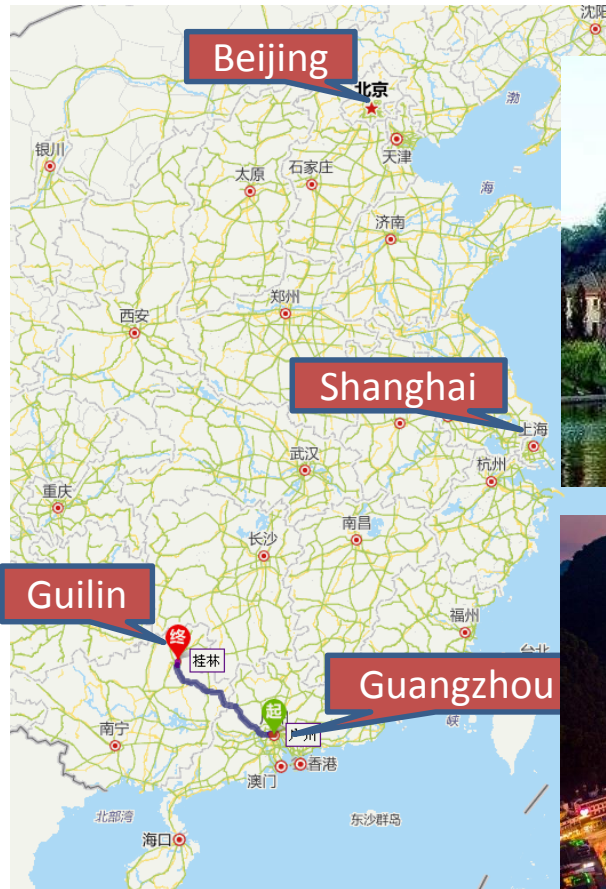 沈阳
Beijing
北京
渤
天津
银川
石家庄
太原
海
济南
郑州
西安
Shanghai
上海
武汉
杭州
重庆
南昌
长沙
Guilin
福州
终
桂林
台北
Guangzhou
起
广州
峡
南宁
香港
澳门
北部湾
东沙群岛
海口